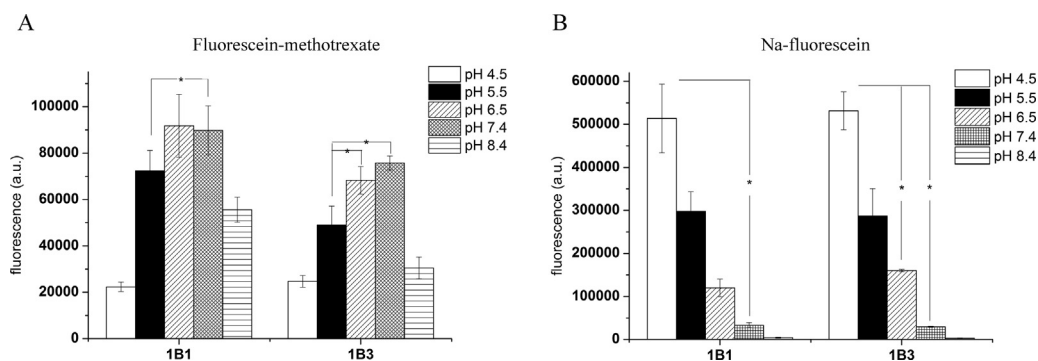 A
Fluorescein-methotrexate
fluorescence (a.u.)
100000
80000
60000
40000
20000
0
*
*
*
1B1
1B3
pH 4.5
pH 5.5
pH 6.5
pH 7.4
pH 8.4
B
Na-fluorescein
fluorescence (a.u.)
600000
500000
400000
300000
200000
100000
0
*
*
*
1B1
1B3
pH 4.5
pH 5.5
pH 6.5
pH 7.4
pH 8.4